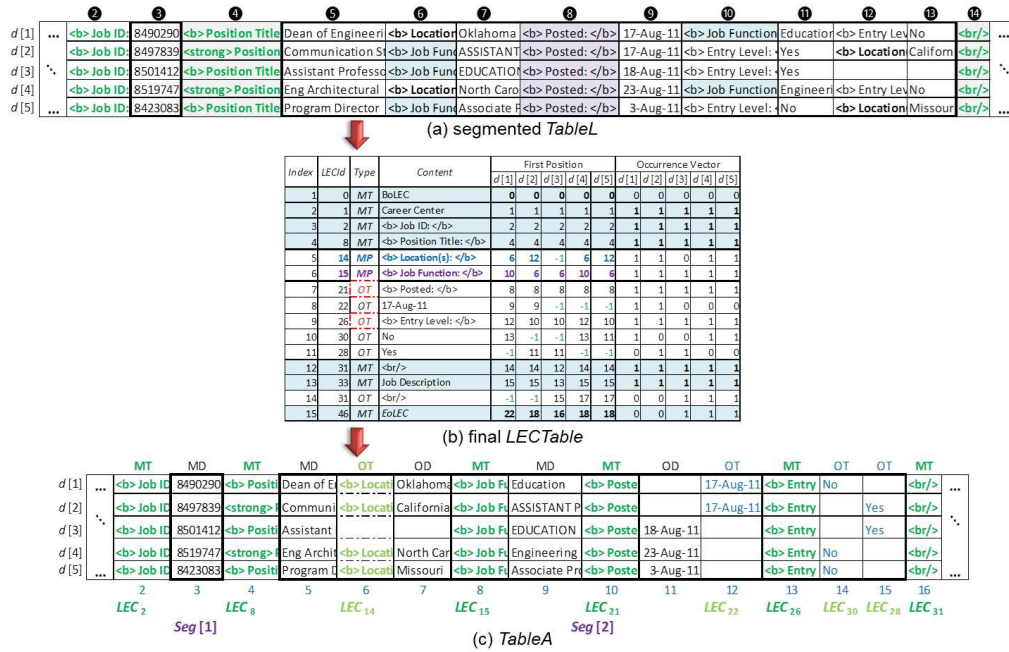 ❷ ❸ ❹ ❺ ❻ ❼ ❽ ❾ ❿ ⓫ ⓬ ⓭ ⓮
d [1] ... <b> Job ID: 8490290 <b> Position Title Dean of Engineeri <b> Location Oklahoma <b> Posted: </b> 17-Aug-11 <b> Job Function Educatior <b> Entry Lev No <br/> ...
d [2] <b> Job ID: 8497839 <strong> Position Communication St <b> Job Func ASSISTANT <b> Posted: </b> 17-Aug-11 <b> Entry Level: Yes <b> Location Californ <br/>
d [3] <b> Job ID: 8501412 <b> Position Title Assistant Professo <b> Job Func EDUCATION <b> Posted: </b> 18-Aug-11 <b> Entry Level: Yes <br/>
d [4] <b> Job ID: 8519747 <strong> Position Eng Architectural <b> Location North Caro <b> Posted: </b> 23-Aug-11 <b> Job Function Engineeri <b> Entry Lev No <br/>
d [5] ... <b> Job ID: 8423083 <b> Position Title Program Director <b> Job Func Associate P <b> Posted: </b> 3-Aug-11 <b> Entry Level: No <b> Location Missour <br/> ...
(a) segmented TableL
Index LECId Type Content First Position Occurrence Vector
d [1] d [2] d [3] d [4] d [5] d [1] d [2] d [3] d [4] d [5]
1 0 MT BoLEC 0 0 0 0 0 0 0 0 0 0
2 1 MT Career Center 1 1 1 1 1 1 1 1 1 1
3 2 MT <b> Job ID: </b> 2 2 2 2 2 1 1 1 1 1
4 8 MT <b> Position Title: </b> 4 4 4 4 4 1 1 1 1 1
5 14 MP <b> Location(s): </b> 6 12 -1 6 12 1 1 0 1 1
6 15 MP <b> Job Function: </b> 10 6 6 10 6 1 1 1 1 1
7 21 OT <b> Posted: </b> 8 8 8 8 8 1 1 1 1 1
8 22 OT 17-Aug-11 9 9 -1 -1 -1 1 1 0 0 0
9 26 OT <b> Entry Level: </b> 12 10 10 12 10 1 1 1 1 1
10 30 OT No 13 -1 -1 13 11 1 0 0 1 1
11 28 OT Yes -1 11 11 -1 -1 0 1 1 0 0
12 31 MT <br/> 14 14 12 14 14 1 1 1 1 1
13 33 MT Job Description 15 15 13 15 15 1 1 1 1 1
14 31 OT <br/> -1 -1 15 17 17 0 0 1 1 1
15 46 MT EoLEC 22 18 16 18 18 0 0 1 1 1
(b) final LECTable
MT MD MT MD OT OD MT MD MT OD OT MT OT OT MT
d [1] ... <b> Job ID 8490290 <b> Positi Dean of Er <b> Locati Oklahoma <b> Job Fu Education <b> Poste 17-Aug-11 <b> Entry No <br/> ...
d [2] <b> Job ID 8497839 <strong> Communi <b> Locati California <b> Job Fu ASSISTANT P <b> Poste 17-Aug-11 <b> Entry Yes <br/>
d [3] <b> Job ID 8501412 <b> Positi Assistant <b> Job Fu EDUCATION <b> Poste 18-Aug-11 <b> Entry Yes <br/>
d [4] <b> Job ID 8519747 <strong> Eng Archit <b> Locati North Car <b> Job Fu Engineering <b> Poste 23-Aug-11 <b> Entry No <br/>
d [5] ... <b> Job ID 8423083 <b> Positi Program D <b> Locati Missouri <b> Job Fu Associate Pro <b> Poste 3-Aug-11 <b> Entry No <br/> ...
2 3 4 5 6 7 8 9 10 11 12 13 14 15 16
LEC 2 LEC 8 LEC 14 LEC 15 LEC 21 LEC 22 LEC 26 LEC 30 LEC 28 LEC 31
Seg [1] Seg [2]
(c) TableA